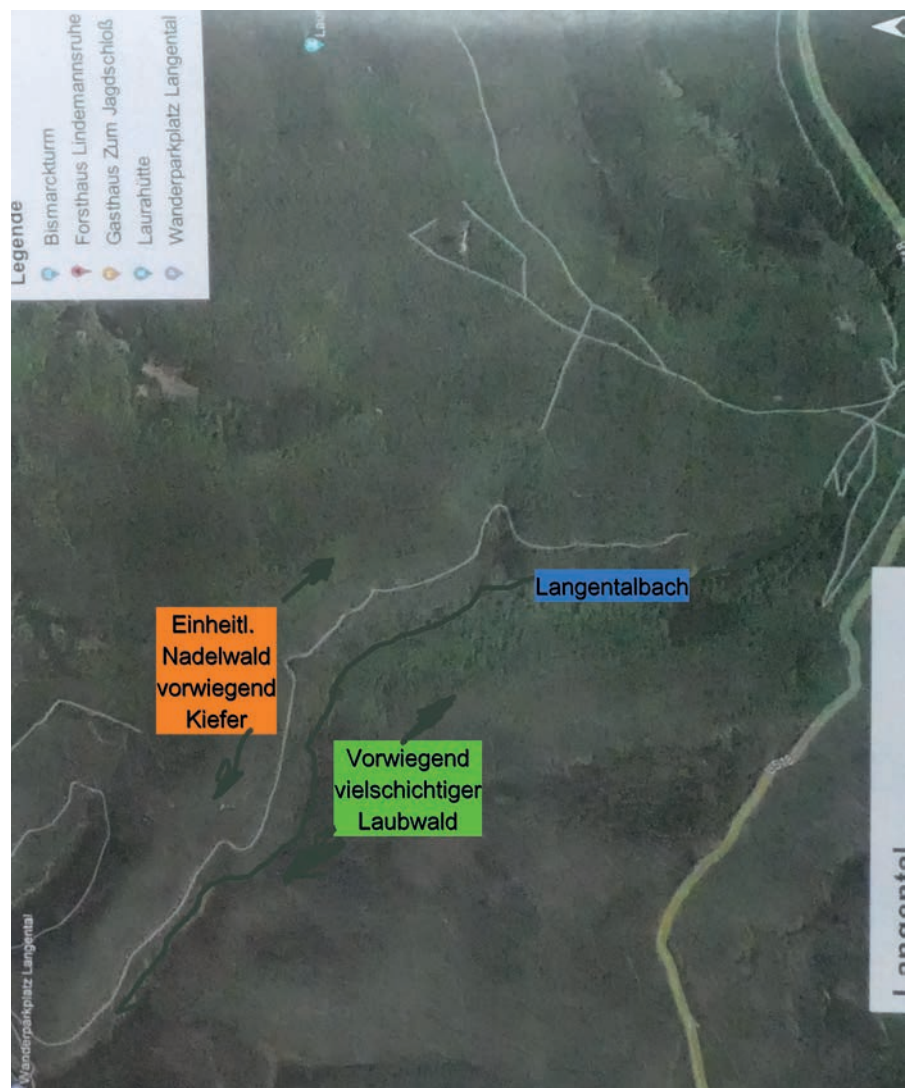 Legende
Bismarckturm
Forsthaus Lindemannsruhe
Gasthaus Zum Jagdschloß
Laurahütte
Wanderparkplatz Langental
Einheitl.
Nadelwald
vorwiegend
Kiefer
Langentalbach
Vorwiegend
vielschichtiger
Laubwald
Wanderparkplatz Langental
Langental